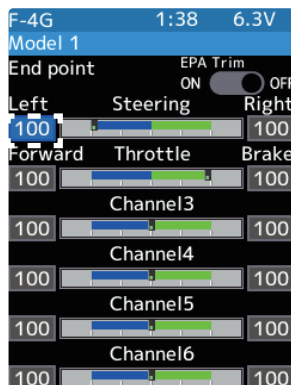 F-4G 1:38 6.3V
Model 1
End point EPA Trim
ON OFF
Left Steering Right
100 100
Forward Throttle Brake
100 100
Channel3
100 100
Channel4
100 100
Channel5
100 100
Channel6
100 100